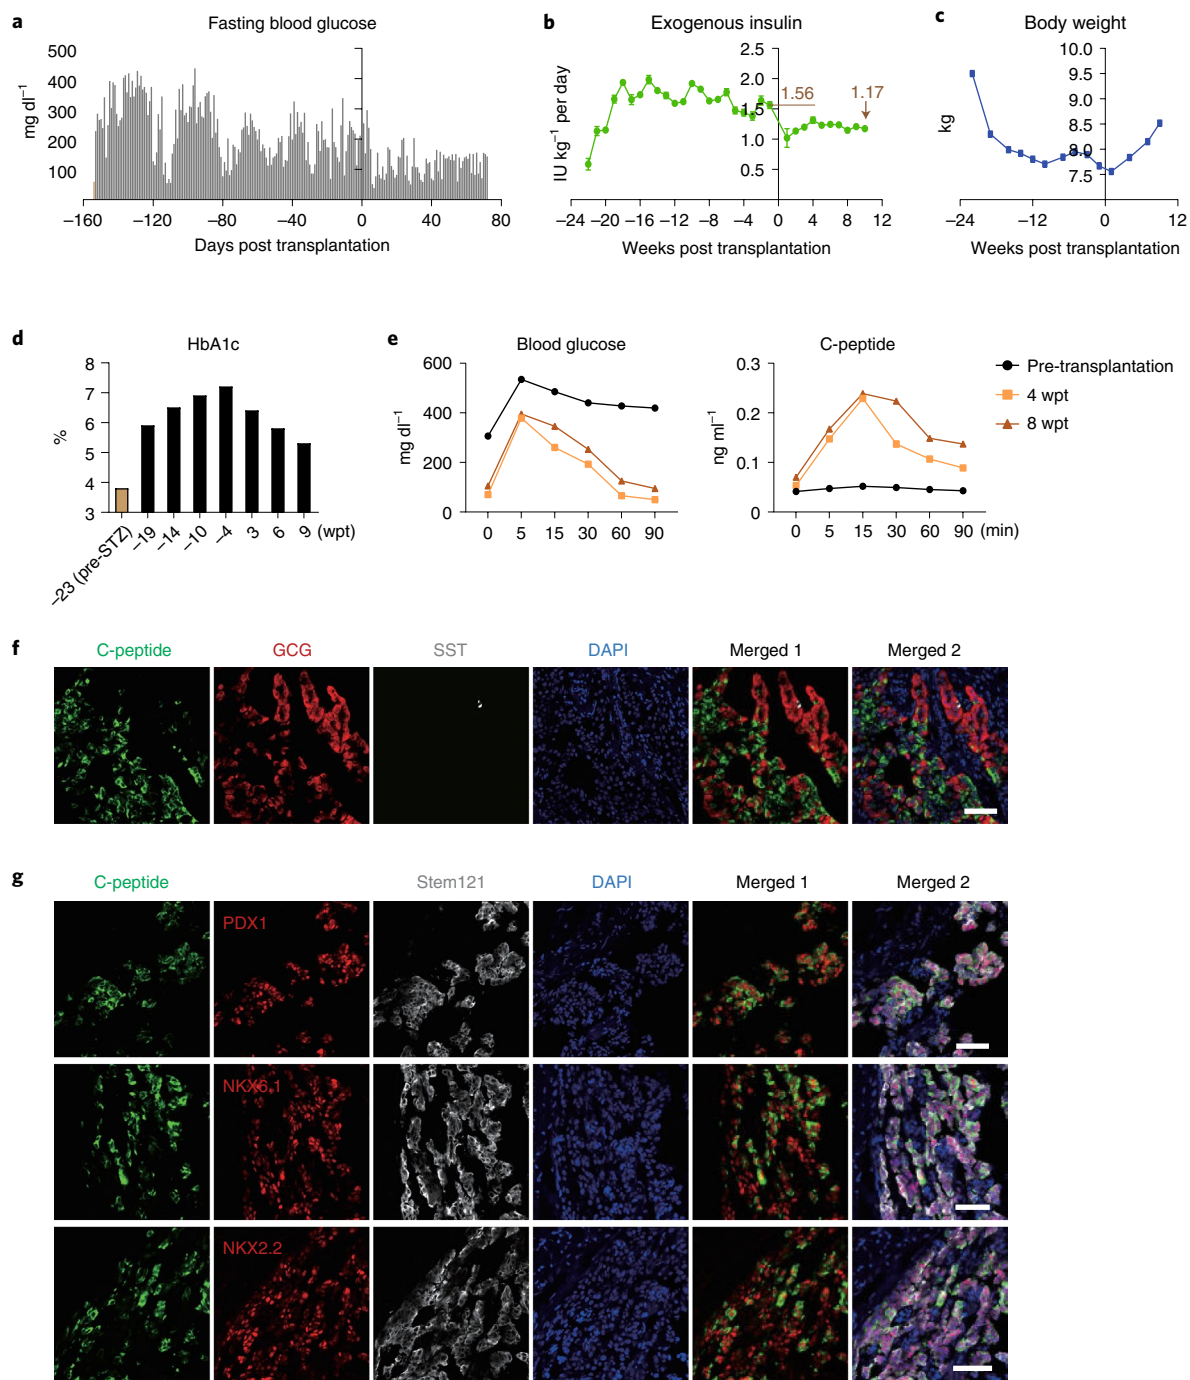 a
Fasting blood glucose
mg dl⁻¹
500
400
300
200
100
−160 −120 −80 −40 0 40 80
Days post transplantation
b
Exogenous insulin
IU kg⁻¹ per day
2.5
2.0
1.5
1.0
0.5
1.56
1.17
−24 −20 −16 −12 −8 −4 0 4 8 12
Weeks post transplantation
c
Body weight
kg
10.0
9.5
9.0
8.5
8.0
7.5
−24 −12 0 12
Weeks post transplantation
d
HbA1c
%
8
7
6
5
4
3
−23 (pre-STZ) −19 −14 −10 −4 3 6 9 (wpt)
e
Blood glucose
mg dl⁻¹
600
400
200
0
0 5 15 30 60 90
C-peptide
ng ml⁻¹
0.3
0.2
0.1
0
0 5 15 30 60 90 (min)
Pre-transplantation
4 wpt
8 wpt
f
C-peptide GCG SST DAPI Merged 1 Merged 2
g
C-peptide Stem121 DAPI Merged 1 Merged 2
PDX1
NKX6.1
NKX2.2